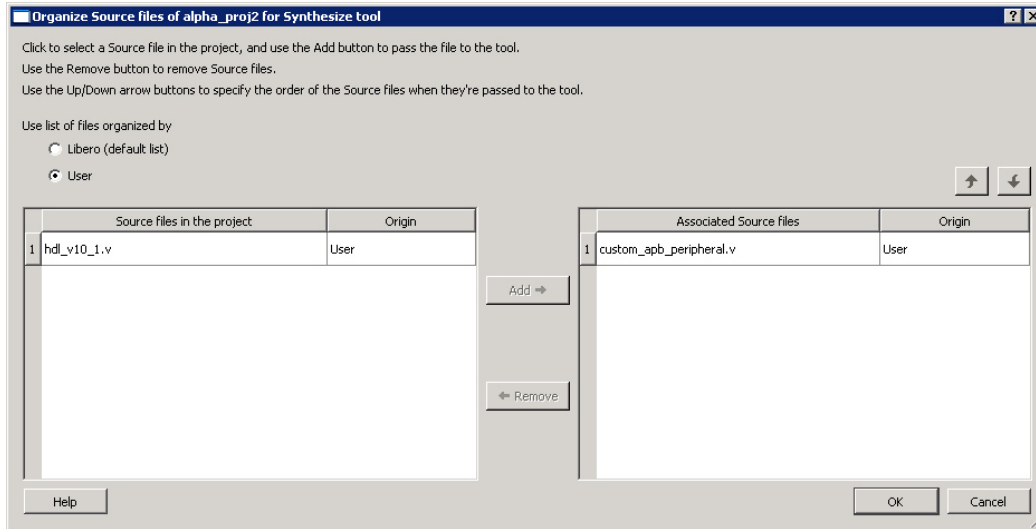 Organize Source files of alpha_proj2 for Synthesize tool
Click to select a Source file in the project, and use the Add button to pass the file to the tool.
Use the Remove button to remove Source files.
Use the Up/Down arrow buttons to specify the order of the Source files when they're passed to the tool.
Use list of files organized by
Libero (default list)
User
Source files in the project Origin
1 hdl_v10_1.v User
Add
Remove
Associated Source files Origin
1 custom_apb_peripheral.v User
Help OK Cancel